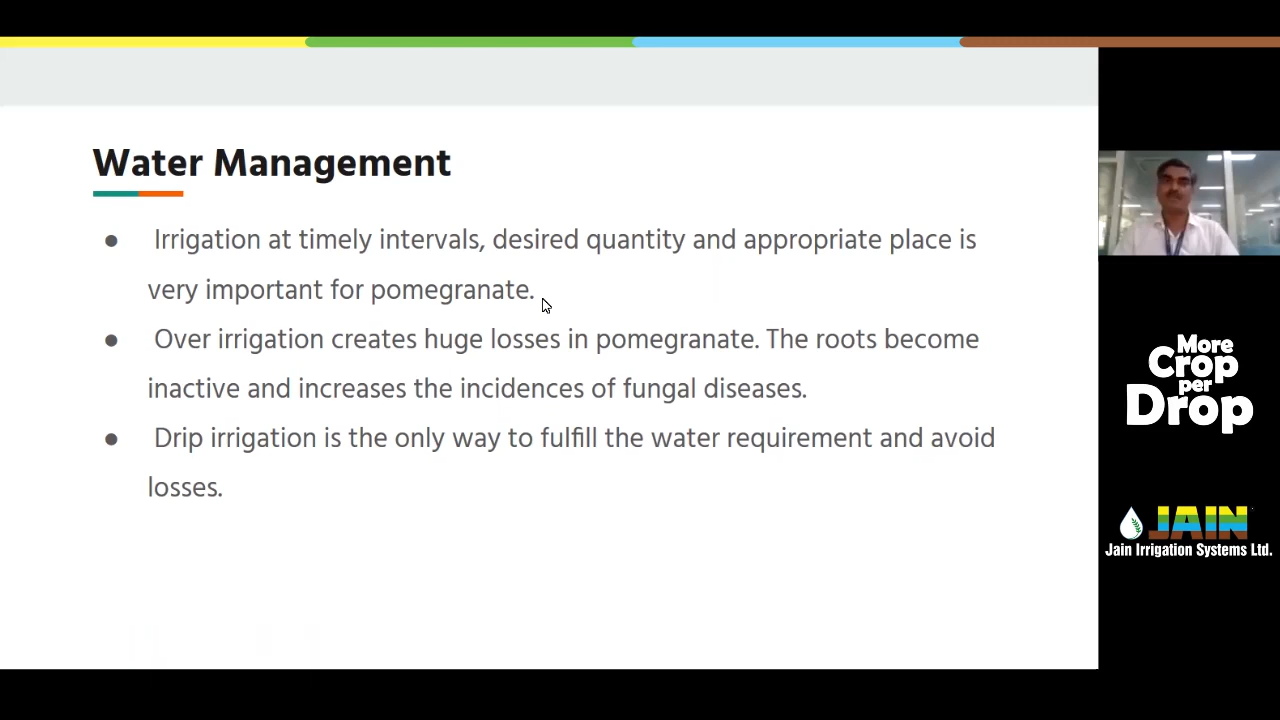 Water Management
● Irrigation at timely intervals, desired quantity and appropriate place is
very important for pomegranate.
● Over irrigation creates huge losses in pomegranate. The roots become
inactive and increases the incidences of fungal diseases.
● Drip irrigation is the only way to fulfill the water requirement and avoid
losses.
More
Crop
per
Drop
JAIN
Jain Irrigation Systems Ltd.